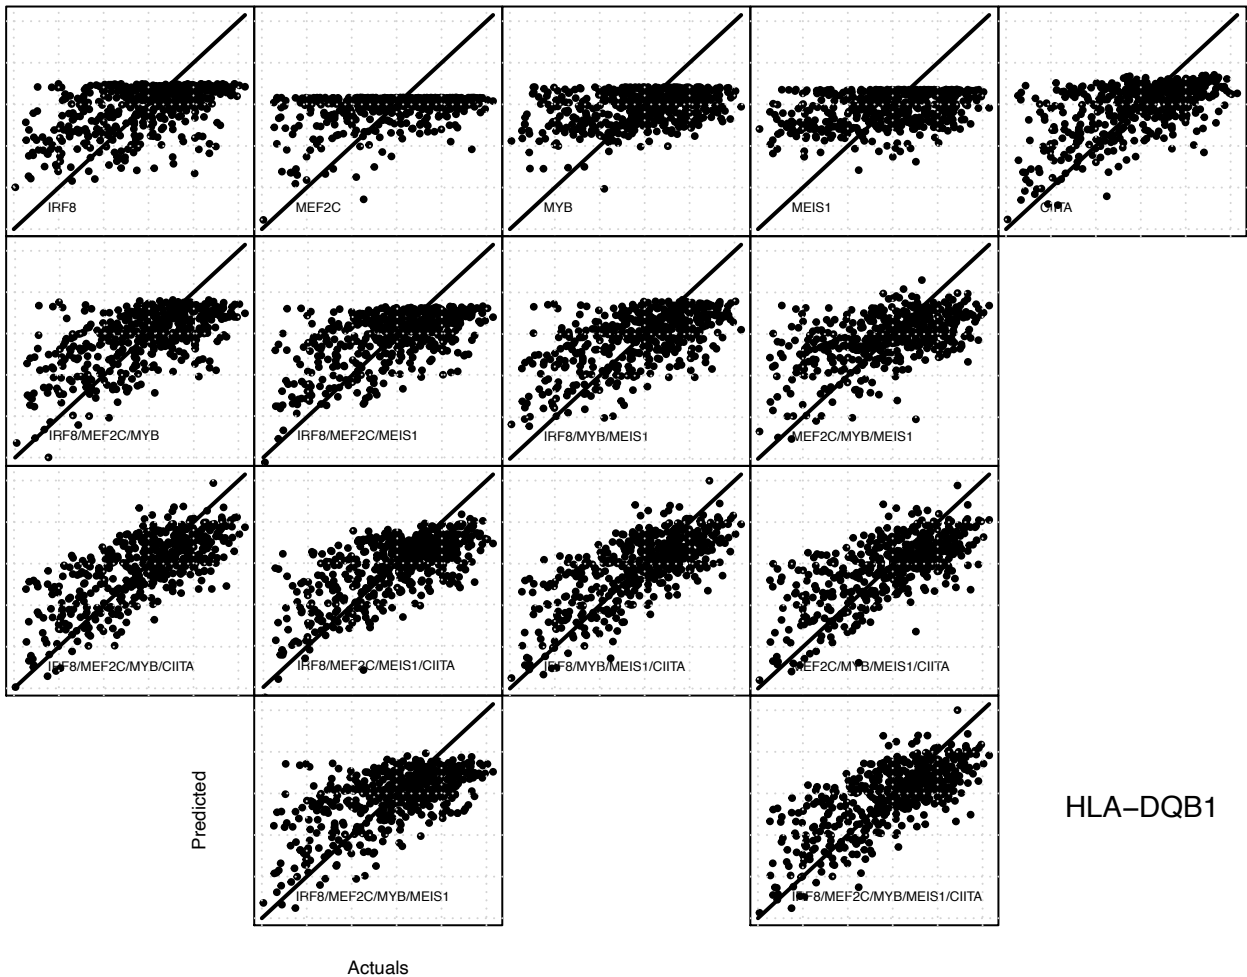 IRF8
MEF2C
MYB
MEIS1
CIITA
IRF8/MEF2C/MYB
IRF8/MEF2C/MEIS1
IRF8/MYB/MEIS1
MEF2C/MYB/MEIS1
IRF8/MEF2C/MYB/CIITA
IRF8/MEF2C/MEIS1/CIITA
IRF8/MYB/MEIS1/CIITA
MEF2C/MYB/MEIS1/CIITA
Predicted
IRF8/MEF2C/MYB/MEIS1
IRF8/MEF2C/MYB/MEIS1/CIITA
HLA−DQB1
Actuals